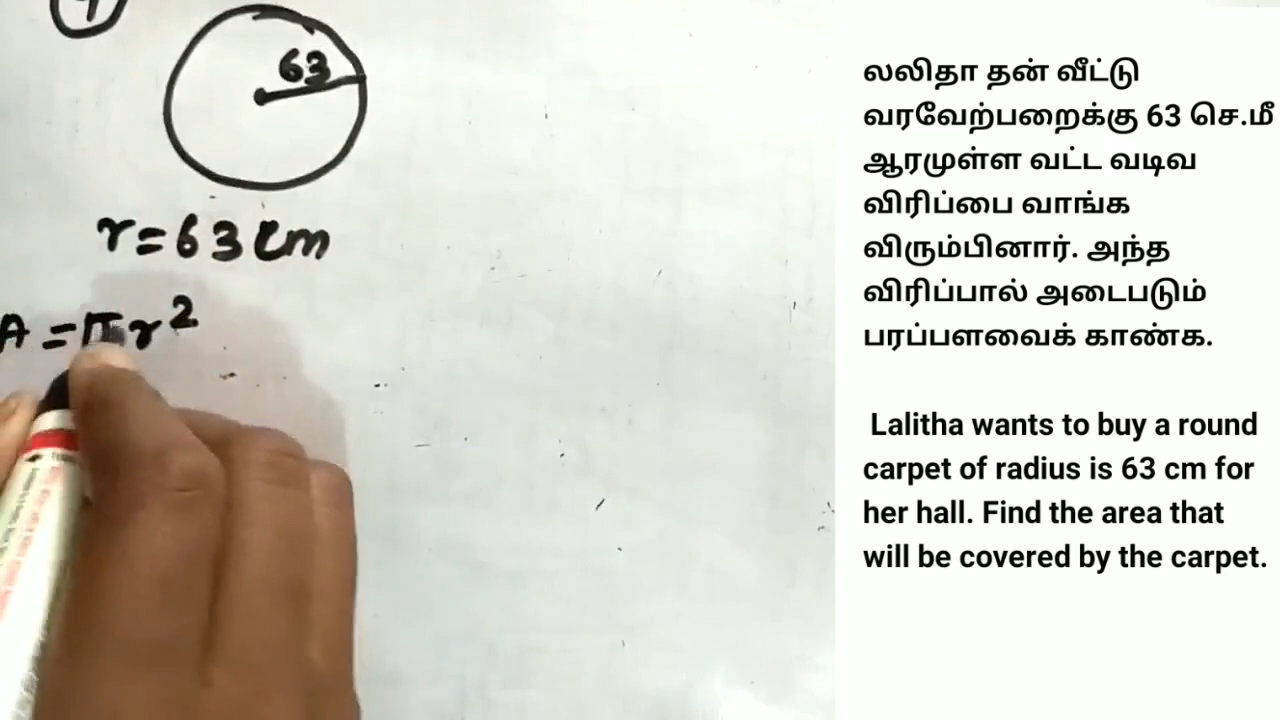 63
r=63cm
A=πr²
லலிதா தன் வீட்டு
வரவேற்பறைக்கு 63 செ.மீ
ஆரமுள்ள வட்ட வடிவ
விரிப்பை வாங்க
விரும்பினார். அந்த
விரிப்பால் அடைபடும்
பரப்பளவைக் காண்க.
Lalitha wants to buy a round
carpet of radius is 63 cm for
her hall. Find the area that
will be covered by the carpet.